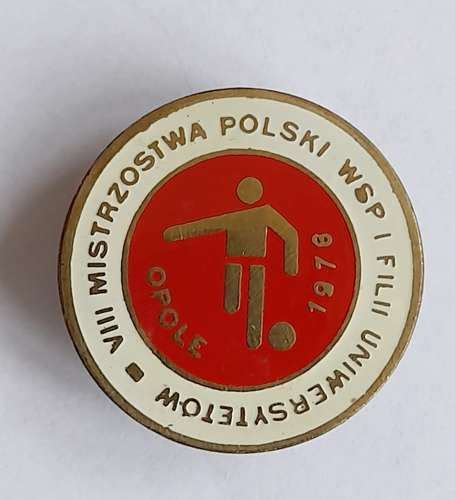 VIII MISTRZOSTWA POLSKI WSP I FILII UNIWERSYTETÓW
OPOLE
1978